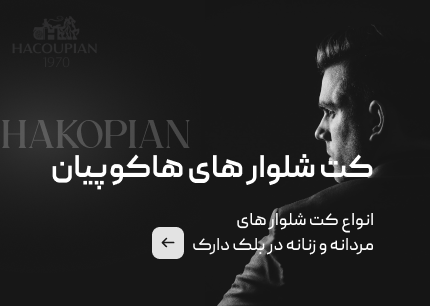 HACOUPIAN
1970
HAKOPIAN
کت شلوار های هاکوپیان
انواع کت شلوار های
مردانه و زنانه در بلک دارک